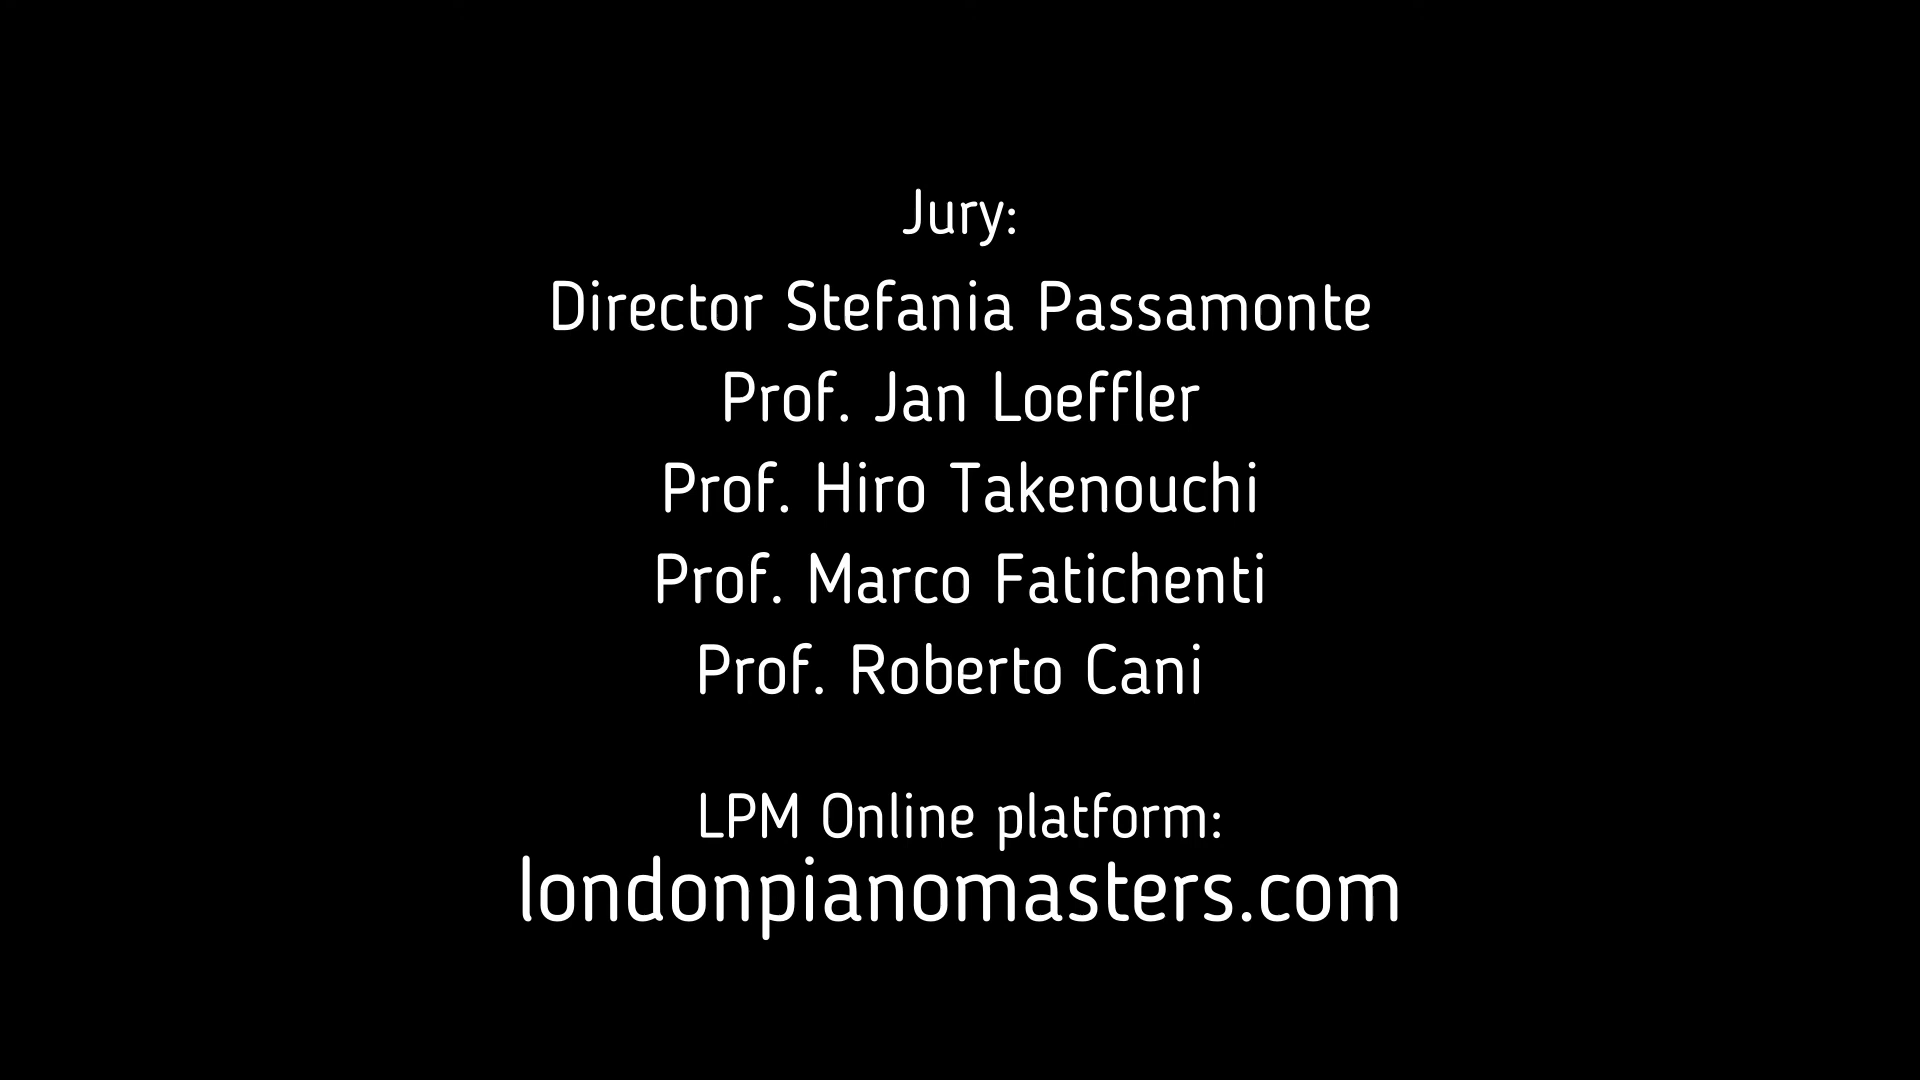 Jury:
Director Stefania Passamonte
Prof. Jan Loeffler
Prof. Hiro Takenouchi
Prof. Marco Fatichenti
Prof. Roberto Cani
LPM Online platform:
londonpianomasters.com